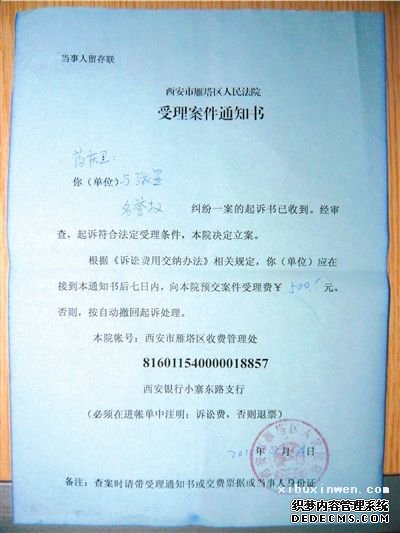 当事人留存联
西安市雁塔区人民法院
受理案件通知书
你（单位）与张显
名誉权 纠纷一案的起诉书已收到。经审
查，起诉符合法定受理条件，本院决定立案。
根据《诉讼费用交纳办法》相关规定，你（单位）应在
接到本通知书后七日内，向本院预交案件受理费￥500元。
否则，按自动撤回起诉处理。
本院帐号：西安市雁塔区收费管理处
816011540000018857
西安银行小寨东路支行
（必须在进帐单中注明：诉讼费，否则退票）
年 月
备注：查案时请带受理通知书或交费票据或当事人身份证
xibuxinwen.com
织梦内容管理系统
DEDECMS.COM